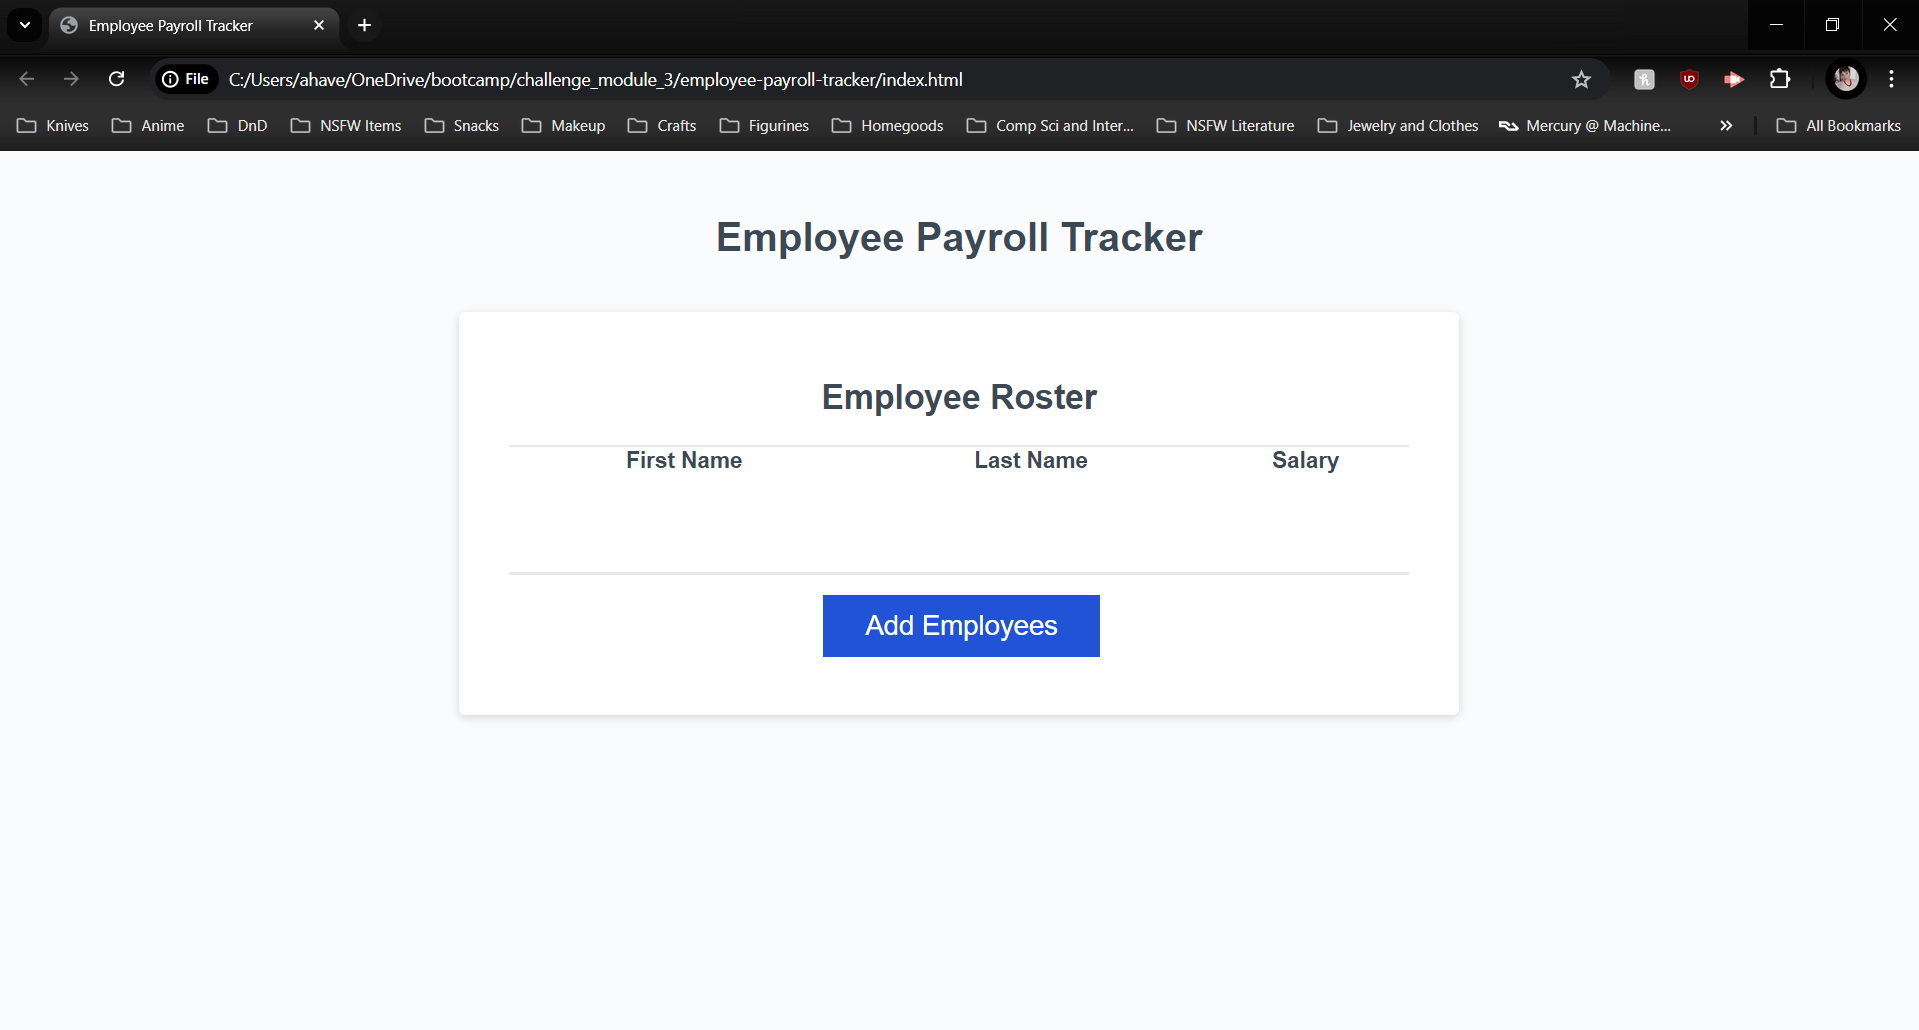 Employee Payroll Tracker
File C:/Users/ahave/OneDrive/bootcamp/challenge_module_3/employee-payroll-tracker/index.html
Knives Anime DnD NSFW Items Snacks Makeup Crafts Figurines Homegoods Comp Sci and Inter... NSFW Literature Jewelry and Clothes Mercury @ Machine... All Bookmarks
Employee Payroll Tracker
Employee Roster
First Name Last Name Salary
Add Employees